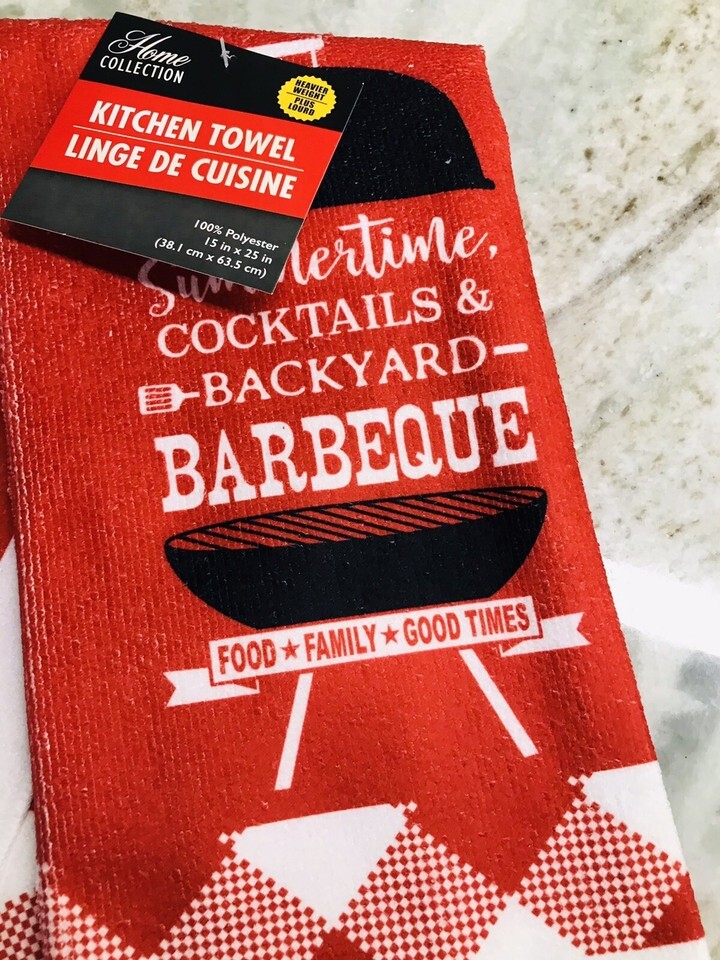 Home
COLLECTION
HEAVIER
WEIGHT
PLUS
LOURD
KITCHEN TOWEL
LINGE DE CUISINE
100% Polyester
15 in x 25 in
(38.1 cm x 63.5 cm)
Summertime,
COCKTAILS &
BACKYARD
BARBEQUE
FOOD ★ FAMILY ★ GOOD TIMES